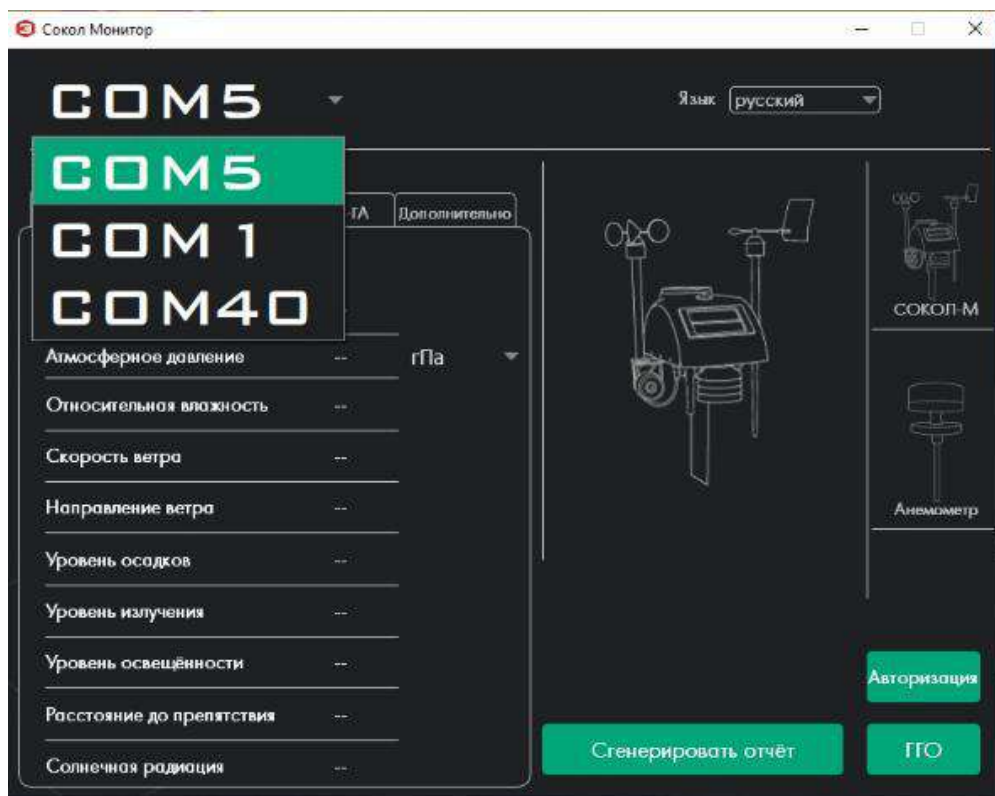 Сокол Монитор
COM5
Язык русский
COM5
COM 1
COM40
ГА Дополнительно
Атмосферное давление -- гПа
Относительная влажность --
Скорость ветра --
Направление ветра --
Уровень осадков --
Уровень излучения --
Уровень освещённости --
Расстояние до препятствия --
Солнечная радиация --
СОКОЛ-М
Анемометр
Авторизация
Сгенерировать отчёт
ГГО